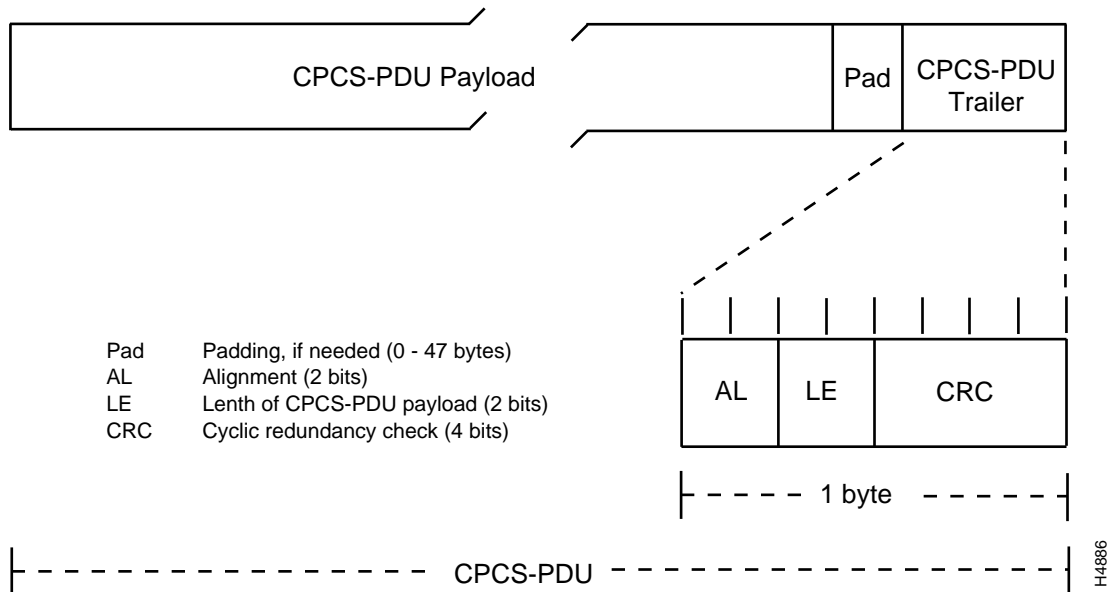 CPCS-PDU Payload
Pad
CPCS-PDU
Trailer
Pad Padding, if needed (0 - 47 bytes)
AL Alignment (2 bits)
LE Lenth of CPCS-PDU payload (2 bits)
CRC Cyclic redundancy check (4 bits)
AL
LE
CRC
1 byte
CPCS-PDU
H4886